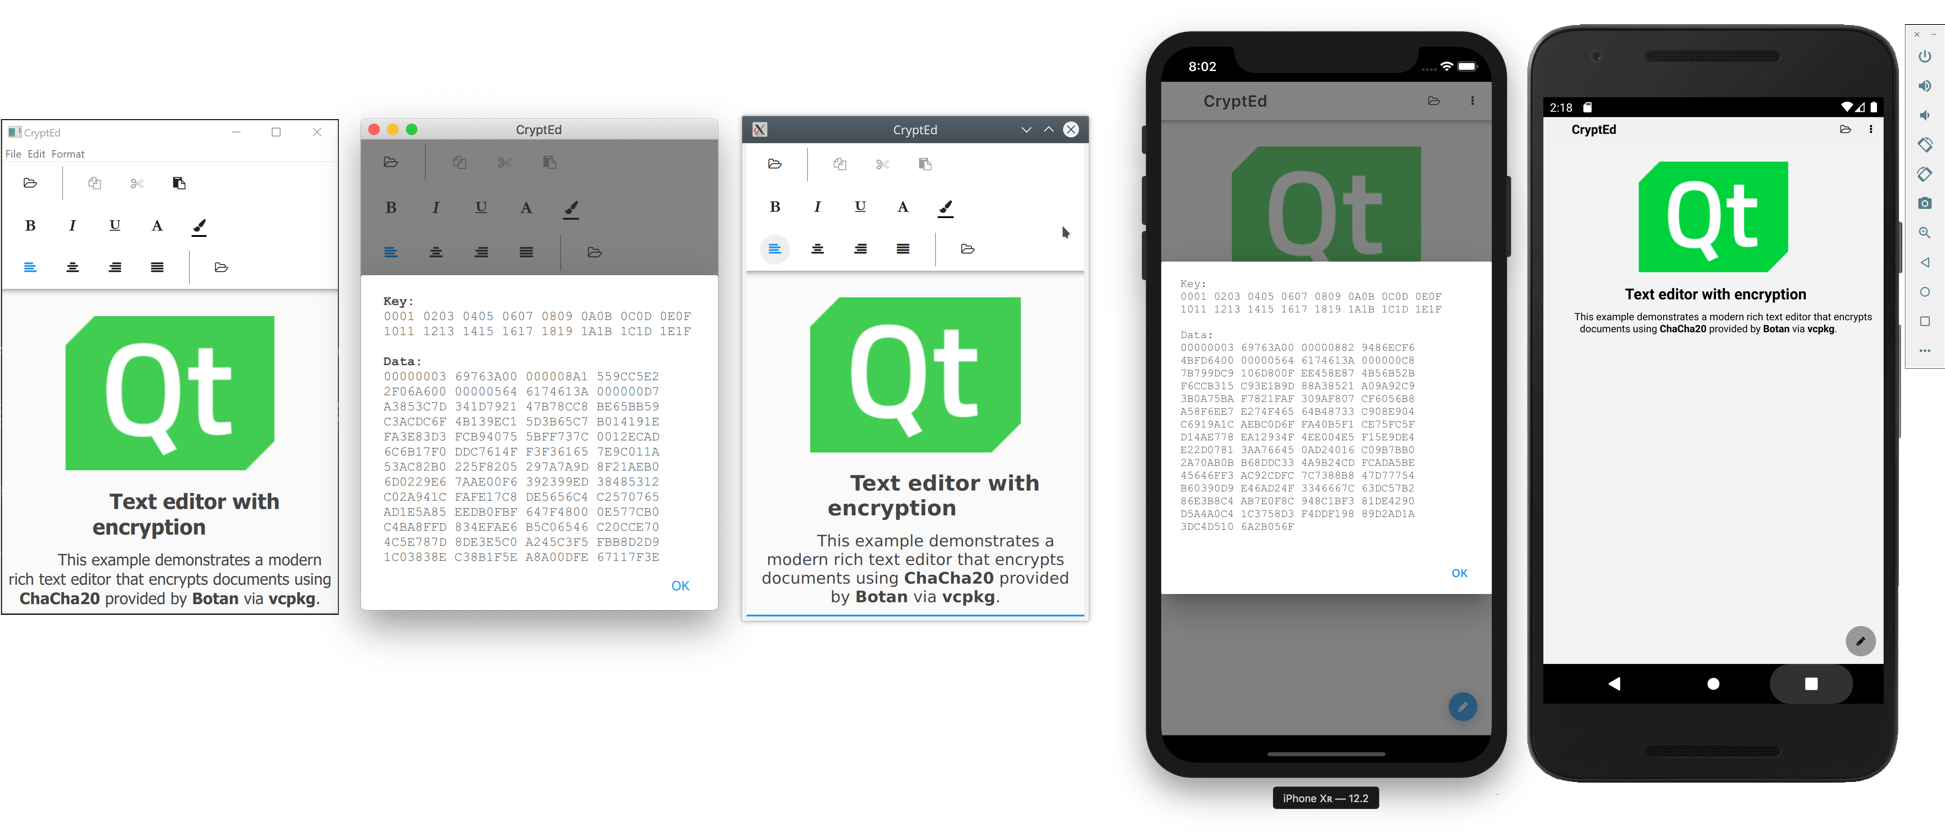 CryptEd
File Edit Format
B I U A
Qt
Text editor with
encryption
This example demonstrates a modern
rich text editor that encrypts documents using
ChaCha20 provided by Botan via vcpkg.
CryptEd
B I U A
Key:
0001 0203 0405 0607 0809 0A0B 0C0D 0E0F
1011 1213 1415 1617 1819 1A1B 1C1D 1E1F
Data:
00000003 69763A00 000008A1 559CC5E2
2F06A600 00000564 6174613A 000000D7
A3853C7D 341D7921 47B78CC8 BE65BB59
C3ACDC6F 4B139EC1 5D3B65C7 B014191E
FA3E83D3 FCB94075 5BFF737C 0012ECAD
6C6B17F0 DDC7614F F3F36165 7E9C011A
53AC82B0 225F8205 297A7A9D 8F21AEB0
6D0229E6 7AAE00F6 392399ED 38485312
C02A941C FAFE17C8 DE5656C4 C2570765
AD1E5A85 EEDB0FBF 647F4800 0E577CB0
C4BA8FFD 834EFAE6 B5C06546 C20CCE70
4C5E787D 8DE3E5C0 A245C3F5 FBB8D2D9
1C03838E C38B1F5E A8A00DFE 67117F3E
OK
CryptEd
B I U A
Qt
Text editor with
encryption
This example demonstrates a
modern rich text editor that encrypts
documents using ChaCha20 provided
by Botan via vcpkg.
8:02
CryptEd
Qt
Key:
0001 0203 0405 0607 0809 0A0B 0C0D 0E0F
1011 1213 1415 1617 1819 1A1B 1C1D 1E1F
Data:
00000003 69763A00 00000882 9486ECF6
4BFD6400 00000564 6174613A 000000C8
7B799DC9 106D800F EE458E87 4B56B52B
F6CCB315 C93E1B9D 88A38521 A09A92C9
3B0A75BA F7821FAF 309AF807 CF6056B8
A58F6EE7 E274F465 64B48733 C908E904
C6919A1C AEBC0D6F FA40B5F1 CE75FC5F
D14AE778 EA12934F 4EE004E5 F15E9DE4
E22D0781 3AA76645 0AD24016 C09B7BB0
2A70AB0B B68DDC33 4A9B24CD FCADA5BE
45646FF3 AC92CDFC 7C7388B8 47D77754
B60390D9 E46AD24F 3346667C 63DC57B2
86E3B8C4 AB7E0F8C 948C1BF3 81DE4290
D5A4A0C4 1C3758D3 F4DDF198 89D2AD1A
3DC4D510 6A2B056F
OK
iPhone XR — 12.2
2:18
CryptEd
Qt
Text editor with encryption
This example demonstrates a modern rich text editor that encrypts
documents using ChaCha20 provided by Botan via vcpkg.